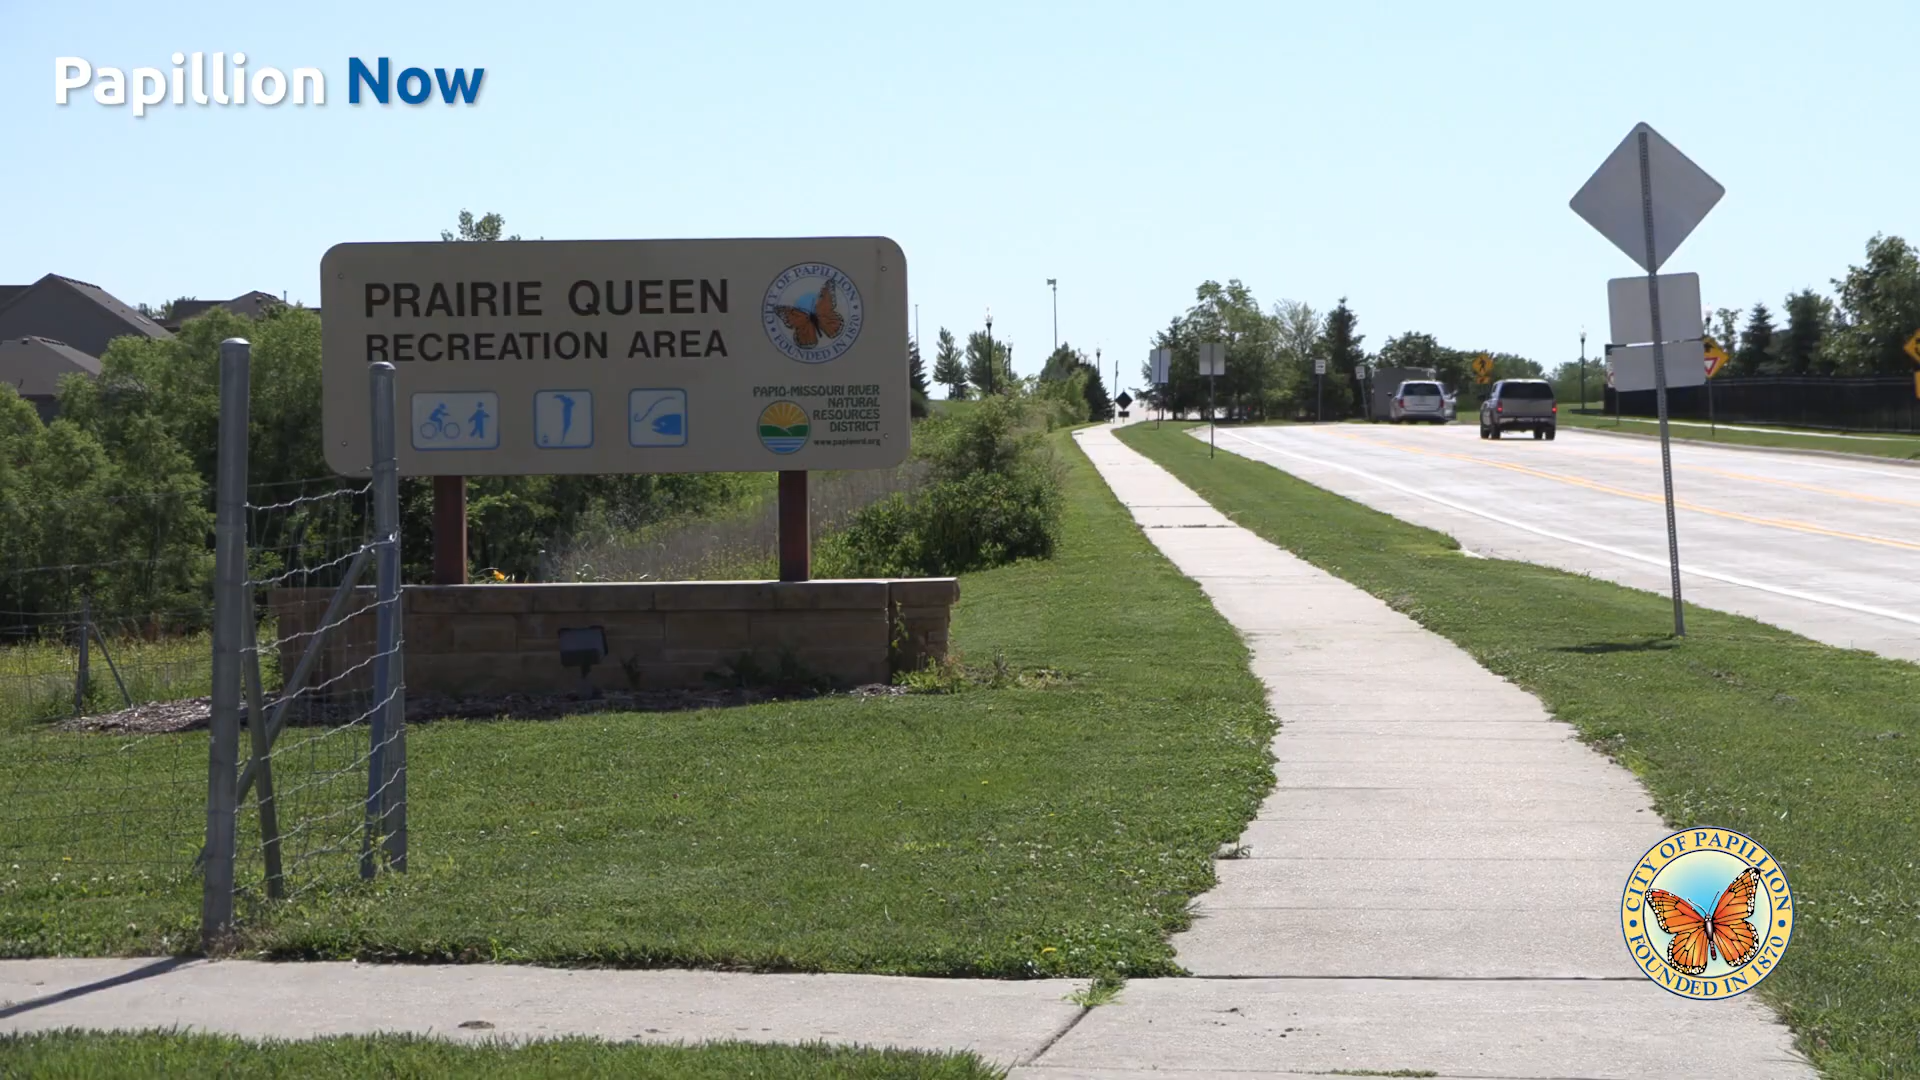 Papillion Now
PRAIRIE QUEEN
RECREATION AREA
CITY OF PAPILLION
FOUNDED IN 1870
PAPIO-MISSOURI RIVER
NATURAL
RESOURCES
DISTRICT
www.papionrd.org
CITY OF PAPILLION
FOUNDED IN 1870